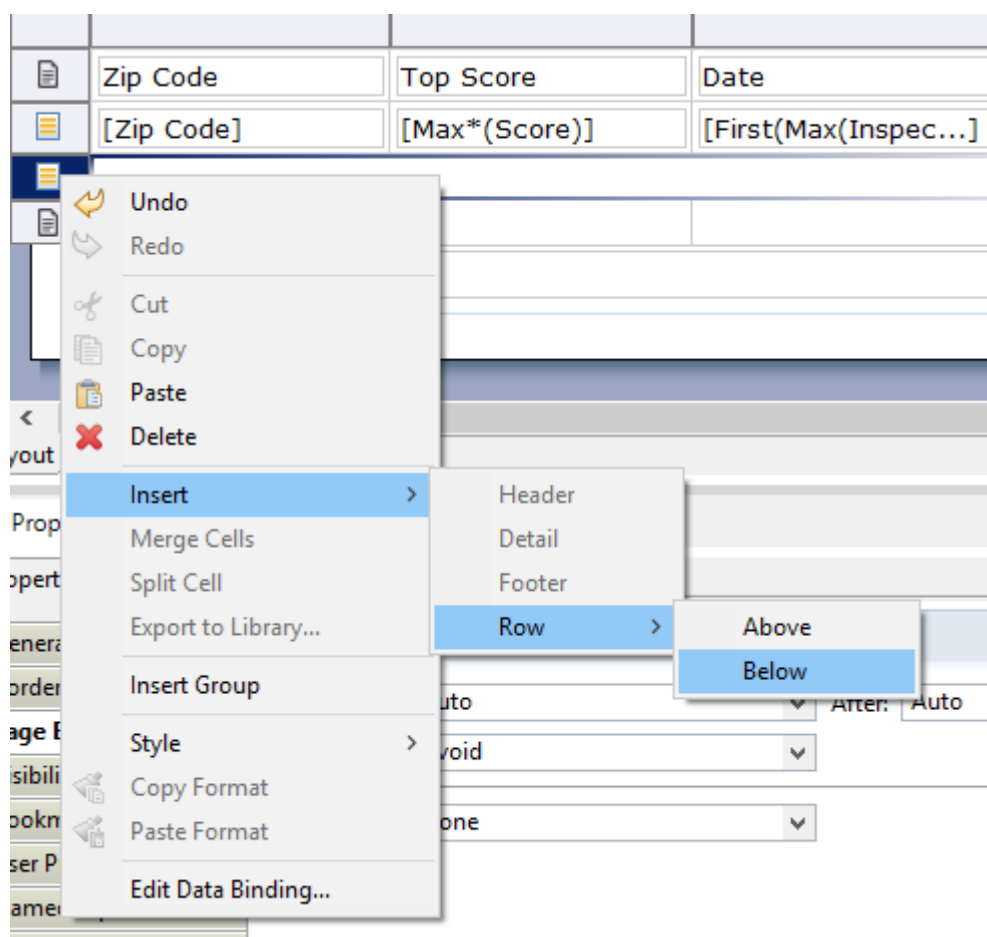 Zip Code Top Score Date
[Zip Code] [Max*(Score)] [First(Max(Inspec...]
Undo
Redo
Cut
Copy
Paste
Delete
yout
Insert > Header
Prop Merge Cells Detail
opert Split Cell Footer
enera Export to Library... Row > Above
order Insert Group Below
uto After: Auto
age Style >
void
isibili Copy Format
ookm Paste Format one
ser P Edit Data Binding...